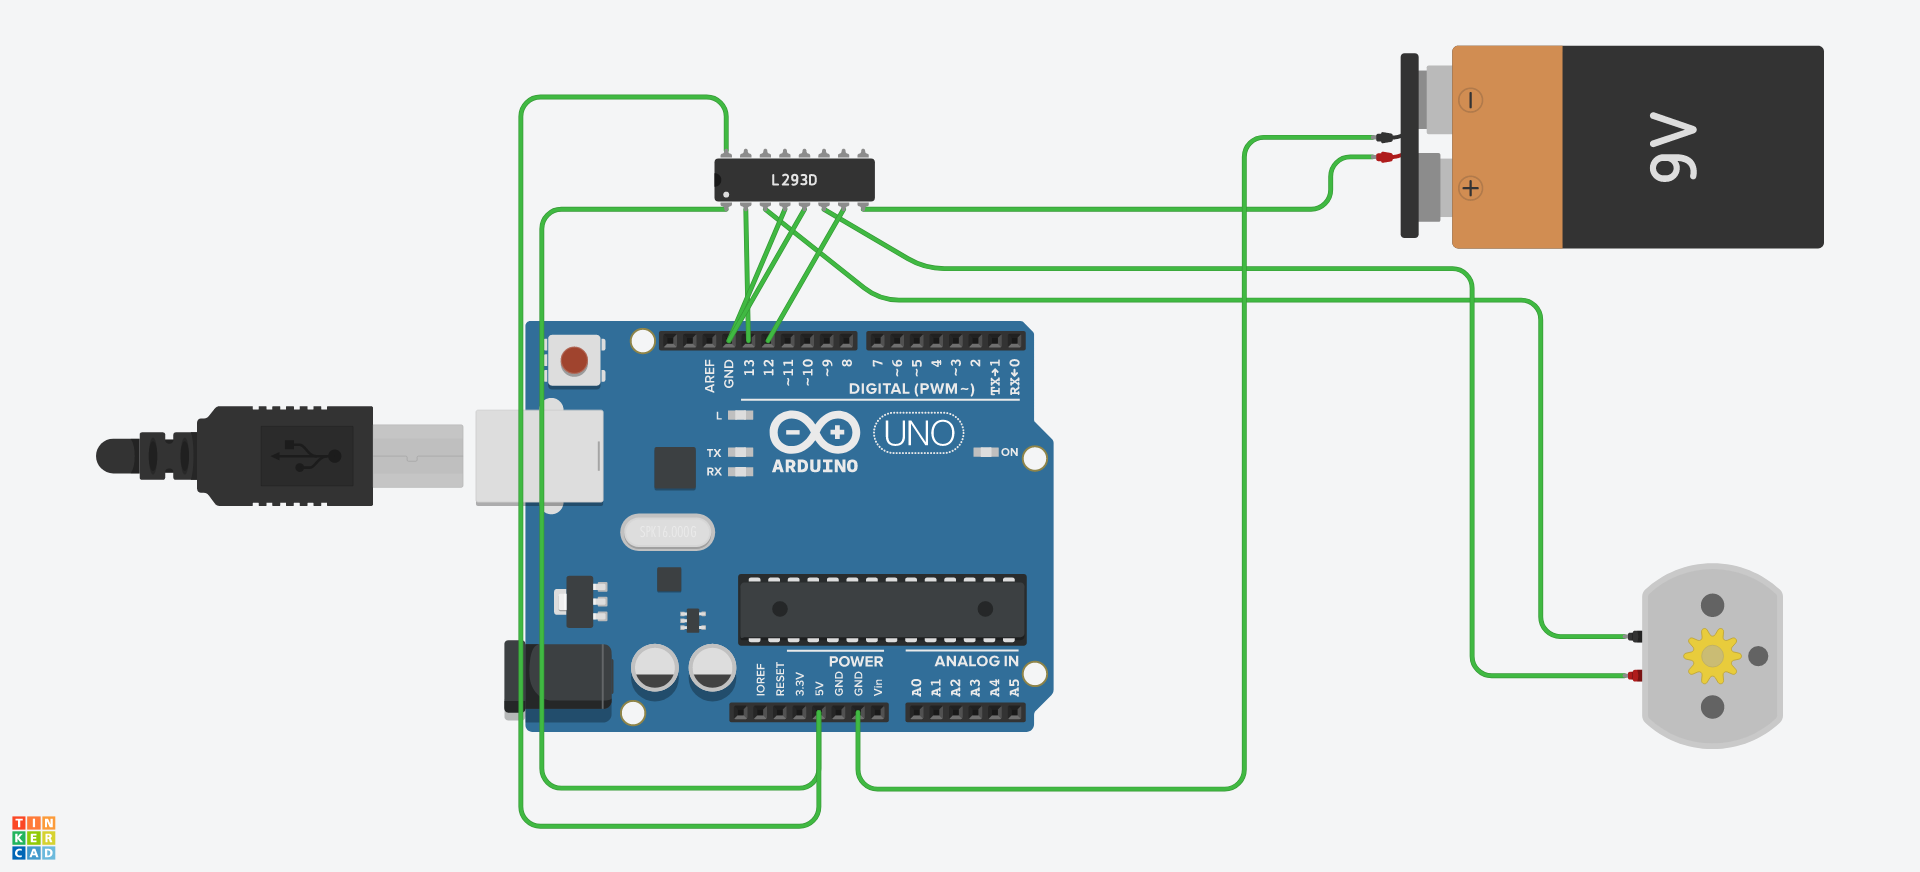 9V
L293D
AREF
GND
13
12
~11
~10
~9
8
7
~6
~5
4
~3
2
TX→1
RX←0
DIGITAL (PWM~)
L
TX
RX
ARDUINO
UNO
ON
SPK16.000G
POWER
ANALOG IN
IOREF
RESET
3.3V
5V
GND
GND
Vin
A0
A1
A2
A3
A4
A5
TIN
KER
CAD